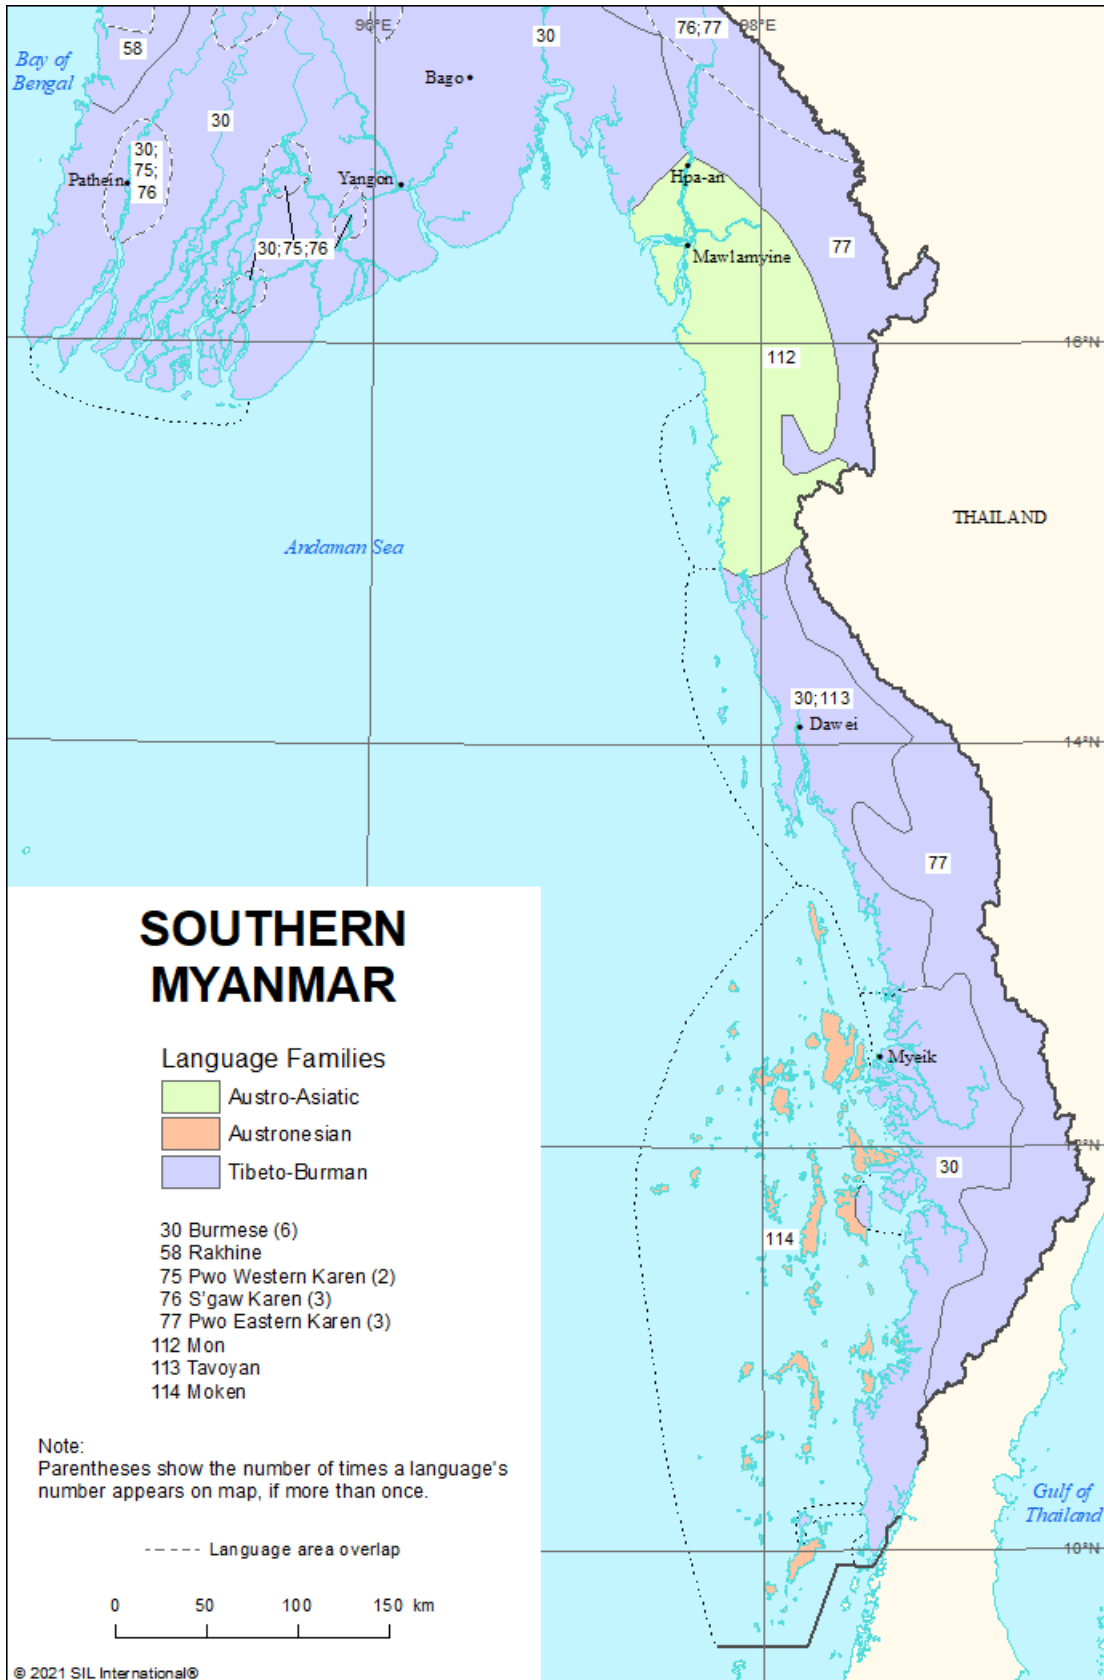 96°E
98°E
58
30
76;77
Bay of
Bengal
Bago
30
30;
75;
76
Pathein
Yangon
Hpa-an
30;75;76
Mawlamyine
77
16°N
112
THAILAND
Andaman Sea
30;113
Dawei
14°N
77
Myeik
12°N
30
114
Gulf of
Thailand
10°N
SOUTHERN
MYANMAR
Language Families
Austro-Asiatic
Austronesian
Tibeto-Burman
30 Burmese (6)
58 Rakhine
75 Pwo Western Karen (2)
76 S'gaw Karen (3)
77 Pwo Eastern Karen (3)
112 Mon
113 Tavoyan
114 Moken
Note:
Parentheses show the number of times a language's
number appears on map, if more than once.
Language area overlap
0 50 100 150 km
© 2021 SIL International®